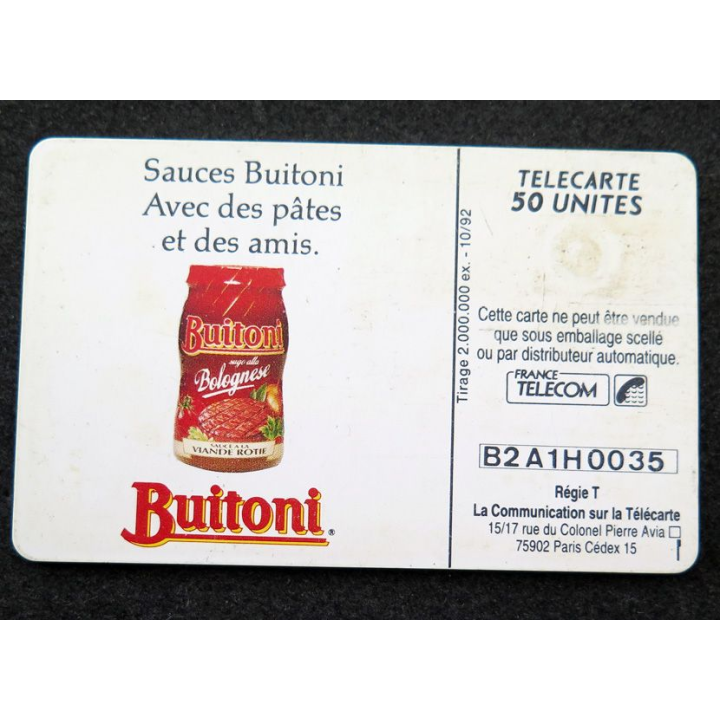 Sauces Buitoni
Avec des pâtes
et des amis.
Buitoni
sugo alla
Bolognese
SAUCE A LA
VIANDE ROTIE
Buitoni®
Tirage 2.000.000 ex. - 10/92
TELECARTE
50 UNITES
Cette carte ne peut être vendue
que sous emballage scellé
ou par distributeur automatique.
FRANCE
TELECOM
B2A1H0035
Régie T
La Communication sur la Télécarte
15/17 rue du Colonel Pierre Avia
75902 Paris Cédex 15